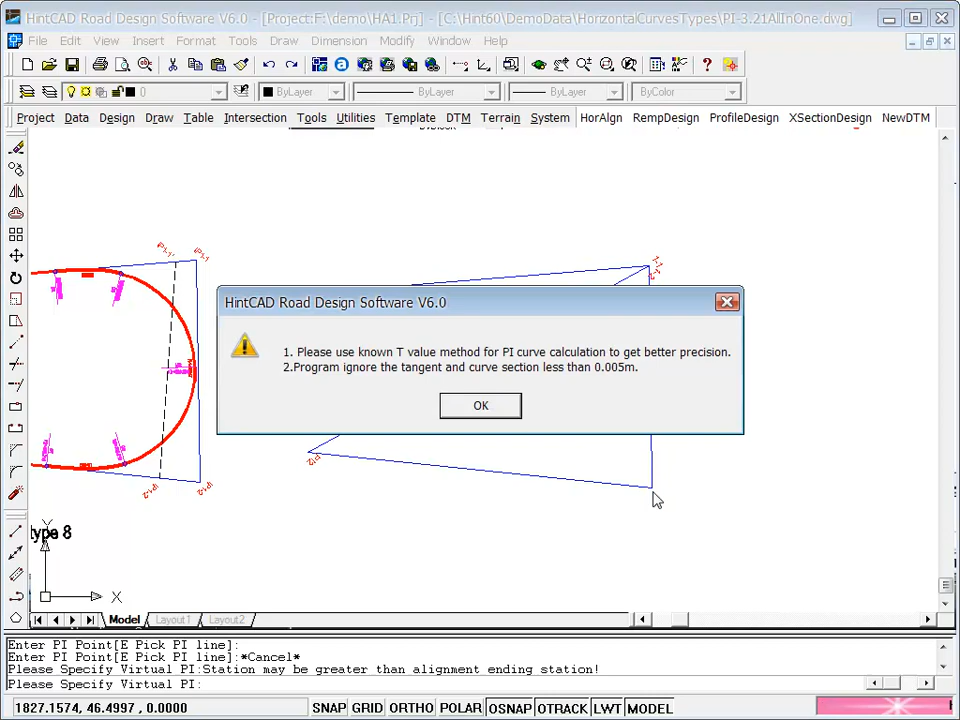 HintCAD Road Design Software V6.0 - [Project:F:\demo\HA1.Prj] - [C:\Hint60\DemoData\HorizontalCurvesTypes\PI-3.21AllInOne.dwg]
File Edit View Insert Format Tools Draw Dimension Modify Window Help
0 ByLayer ByLayer ByLayer ByColor
Project Data Design Draw Table Intersection Tools Utilities Template DTM Terrain System HorAlgn RempDesign ProfileDesign XSectionDesign NewDTM
HintCAD Road Design Software V6.0
1. Please use known T value method for PI curve calculation to get better precision.
2.Program ignore the tangent and curve section less than 0.005m.
OK
Type 8
Y
X
Model Layout1 Layout2
Enter PI Point[E Pick PI line]:
Enter PI Point[E Pick PI line]:*Cancel*
Please Specify Virtual PI:Station may be greater than alignment ending station!
Please Specify Virtual PI:
1827.1574, 46.4997 , 0.0000 SNAP GRID ORTHO POLAR OSNAP OTRACK LWT MODEL